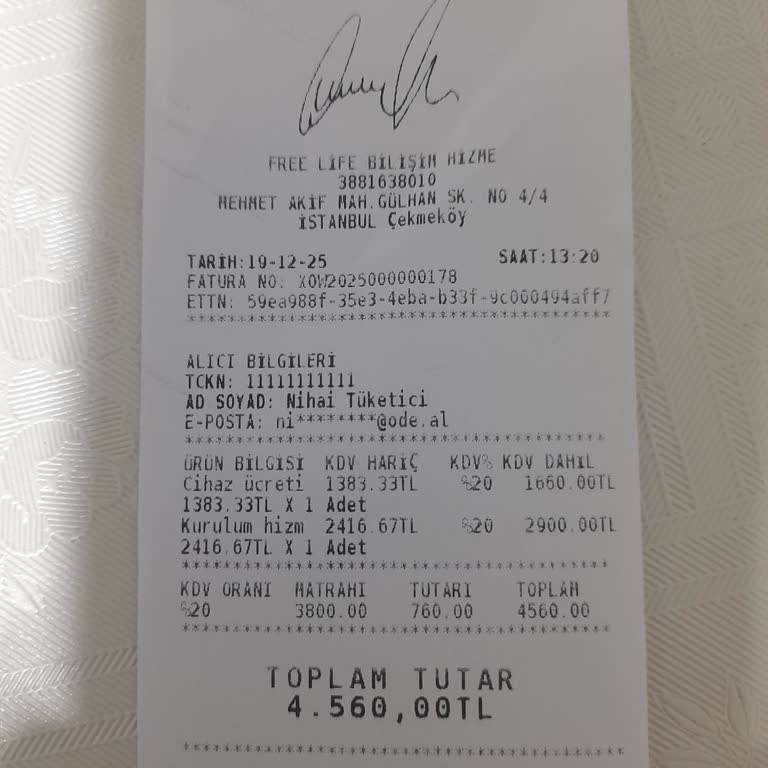 FREE LİFE BİLİŞİM HİZME
3881638010
MEHMET AKİF MAH.GÜLHAN SK. NO 4/4
İSTANBUL Çekmeköy
TARİH:19-12-25 SAAT:13:20
FATURA NO: XOW2025000000178
ETTN: 59ea988f-35e3-4eba-b33f-9c060494aff7
****************************************
ALICI BİLGİLERİ
TCKN: 11111111111
AD SOYAD: Nihai Tüketici
E-POSTA: ni********@ode.al
****************************************
ÜRÜN BİLGİSİ KDV HARİÇ KDV% KDV DAHİL
Cihaz ücreti 1383.33TL %20 1660.00TL
1383.33TL X 1 Adet
Kurulum hizm 2416.67TL %20 2900.00TL
2416.67TL X 1 Adet
****************************************
KDV ORANI MATRAHI TUTARI TOPLAM
%20 3800.00 760.00 4560.00
****************************************
TOPLAM TUTAR
4.560,00TL
****************************************